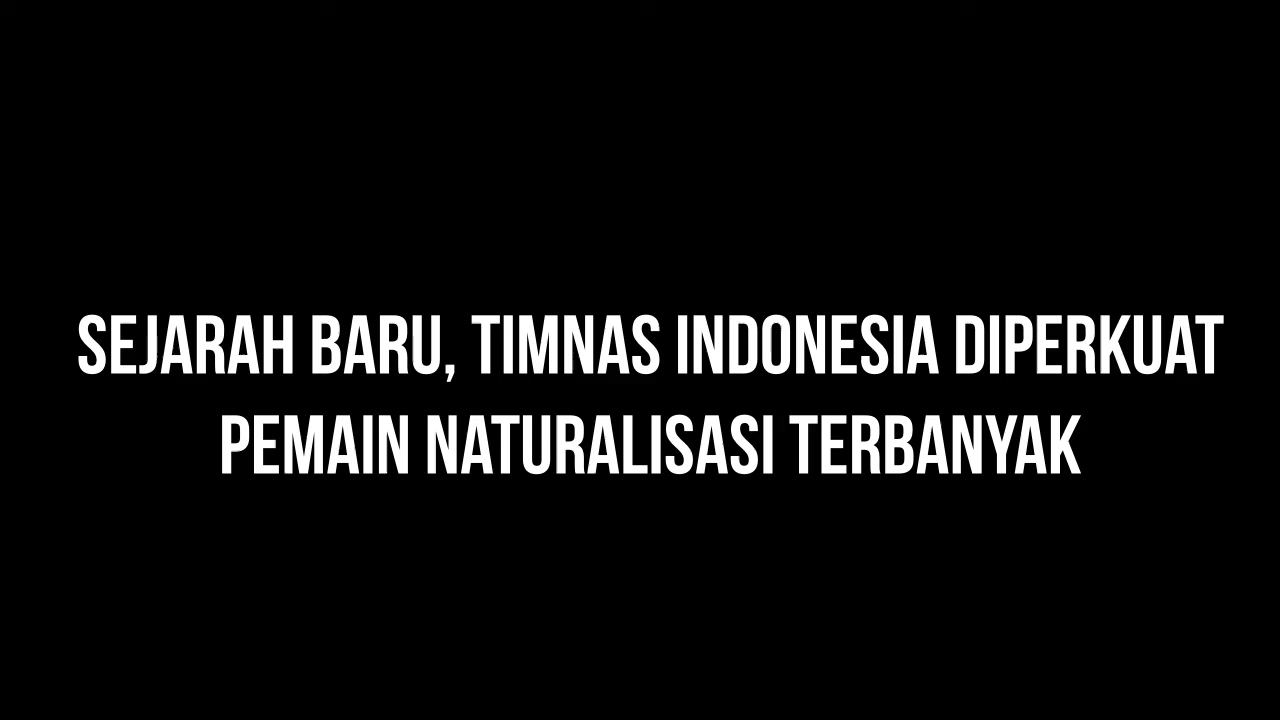 SEJARAH BARU, TIMNAS INDONESIA DIPERKUAT
PEMAIN NATURALISASI TERBANYAK